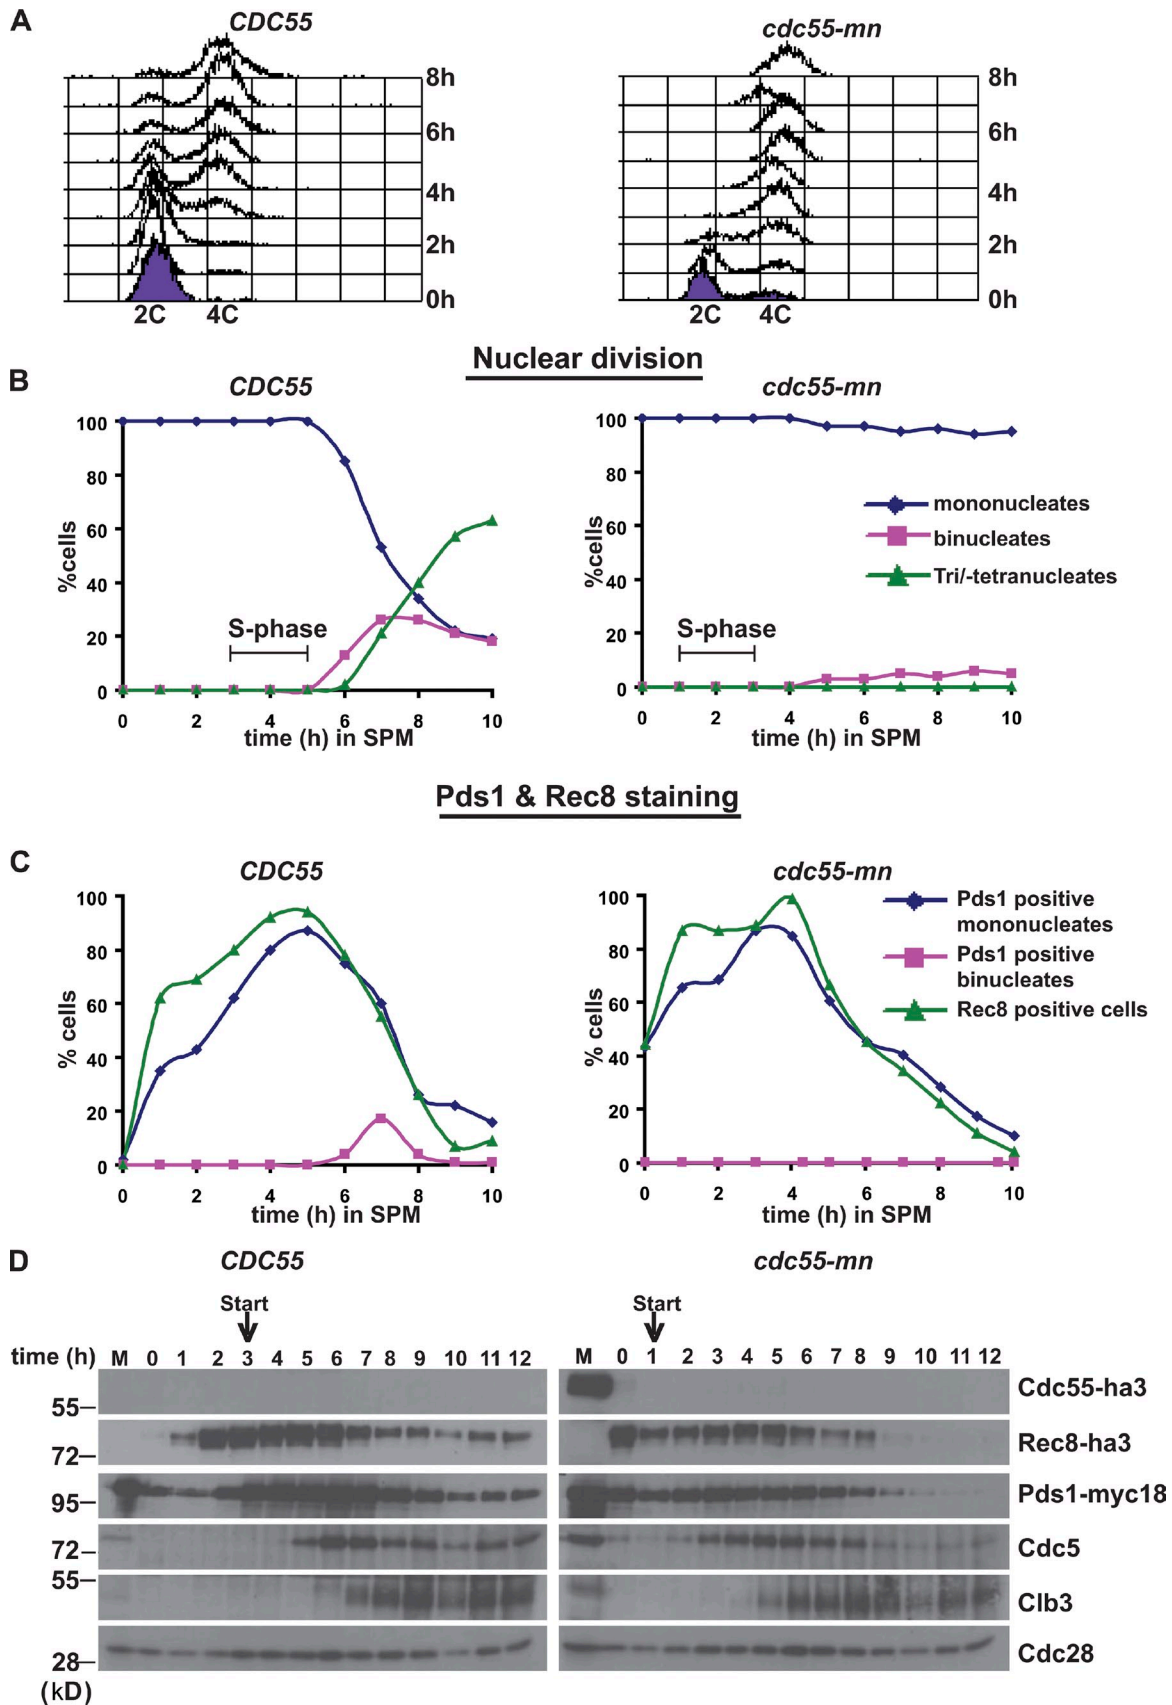 A
CDC55
cdc55-mn
8h
6h
4h
2h
0h
2C 4C
8h
6h
4h
2h
0h
2C 4C
Nuclear division
B
CDC55
cdc55-mn
%cells
100
80
60
40
20
0
S-phase
0 2 4 6 8 10
time (h) in SPM
%cells
100
80
60
40
20
0
S-phase
0 2 4 6 8 10
time (h) in SPM
mononucleates
binucleates
Tri/-tetranucleates
Pds1 & Rec8 staining
C
CDC55
cdc55-mn
% cells
100
80
60
40
20
0
0 2 4 6 8 10
time (h) in SPM
% cells
100
80
60
40
20
0
0 2 4 6 8 10
time (h) in SPM
Pds1 positive
mononucleates
Pds1 positive
binucleates
Rec8 positive cells
D
CDC55
cdc55-mn
Start
Start
time (h) M 0 1 2 3 4 5 6 7 8 9 10 11 12
M 0 1 2 3 4 5 6 7 8 9 10 11 12
55
Cdc55-ha3
72
Rec8-ha3
95
Pds1-myc18
72
Cdc5
55
Clb3
28
Cdc28
(kD)